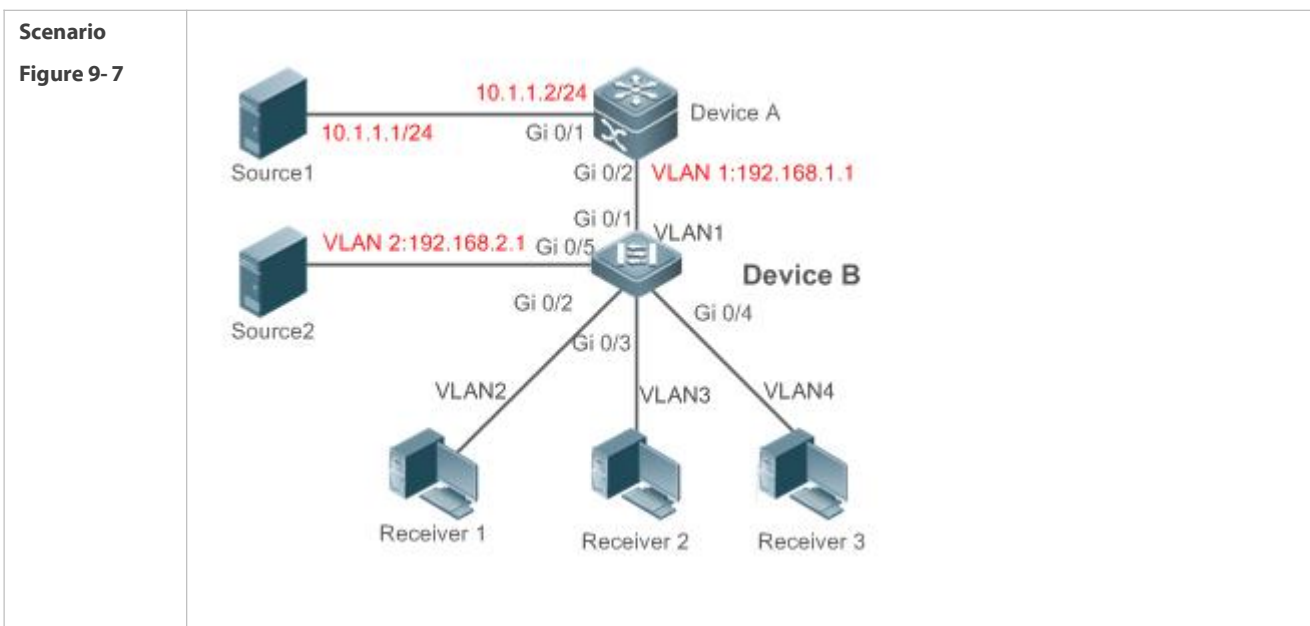 Scenario
Figure 9- 7
10.1.1.2/24
Device A
10.1.1.1/24
Gi 0/1
Source1
Gi 0/2
VLAN 1:192.168.1.1
Gi 0/1
VLAN1
VLAN 2:192.168.2.1
Gi 0/5
Device B
Gi 0/2
Gi 0/4
Source2
Gi 0/3
VLAN2
VLAN3
VLAN4
Receiver 1
Receiver 2
Receiver 3